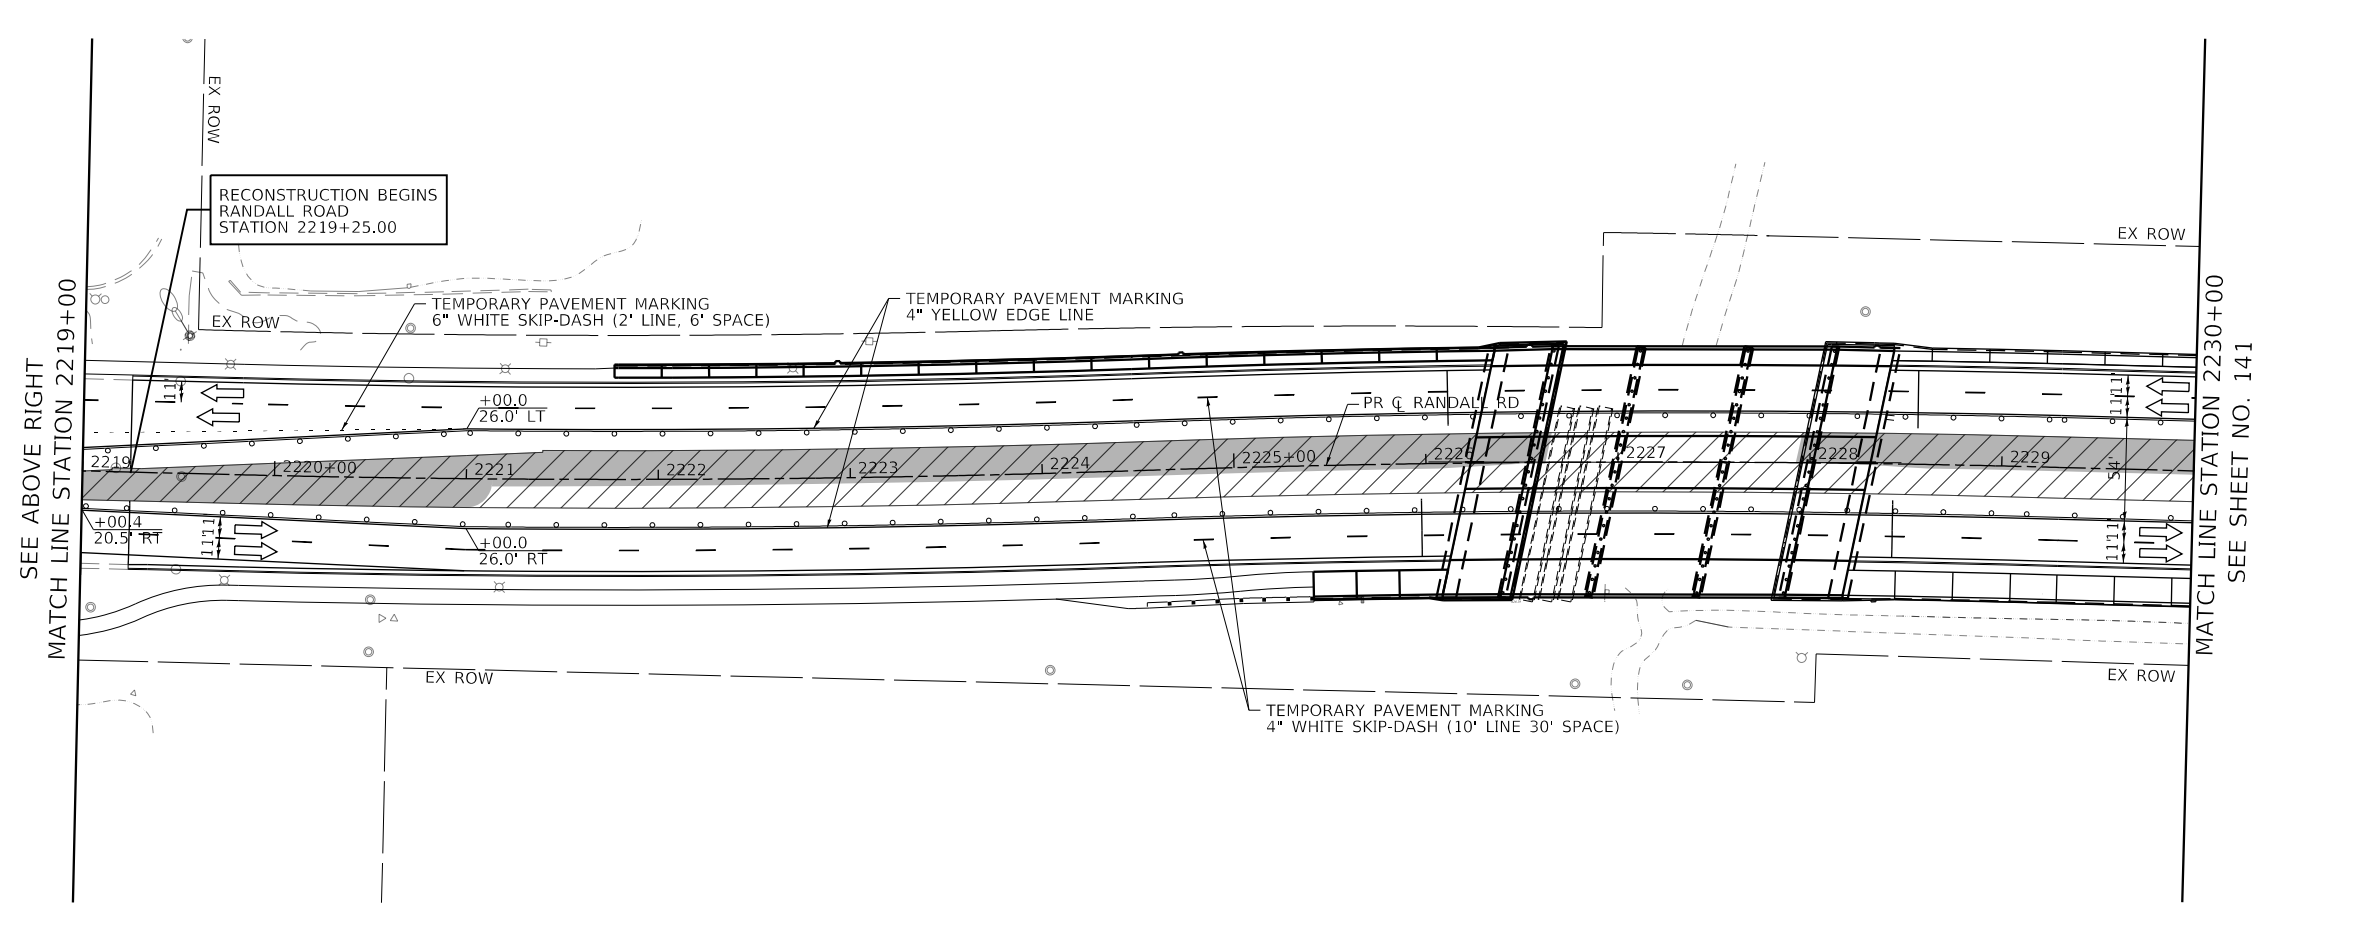 EX ROW
RECONSTRUCTION BEGINS
RANDALL ROAD
STATION 2219+25.00
EX ROW
SEE ABOVE RIGHT
MATCH LINE STATION 2219+00
EX ROW
TEMPORARY PAVEMENT MARKING
6" WHITE SKIP-DASH (2' LINE, 6' SPACE)
TEMPORARY PAVEMENT MARKING
4" YELLOW EDGE LINE
MATCH LINE STATION 2230+00
SEE SHEET NO. 141
11'
+00.0
26.0' LT
PR ℄ RANDALL RD
11'
11'
2219
2220+00
2221
2222
2223
2224
2225+00
2226
2227
2228
2229
54'
+00.4
20.5' RT
11'
11'
+00.0
26.0' RT
11'
11'
EX ROW
EX ROW
TEMPORARY PAVEMENT MARKING
4" WHITE SKIP-DASH (10' LINE 30' SPACE)